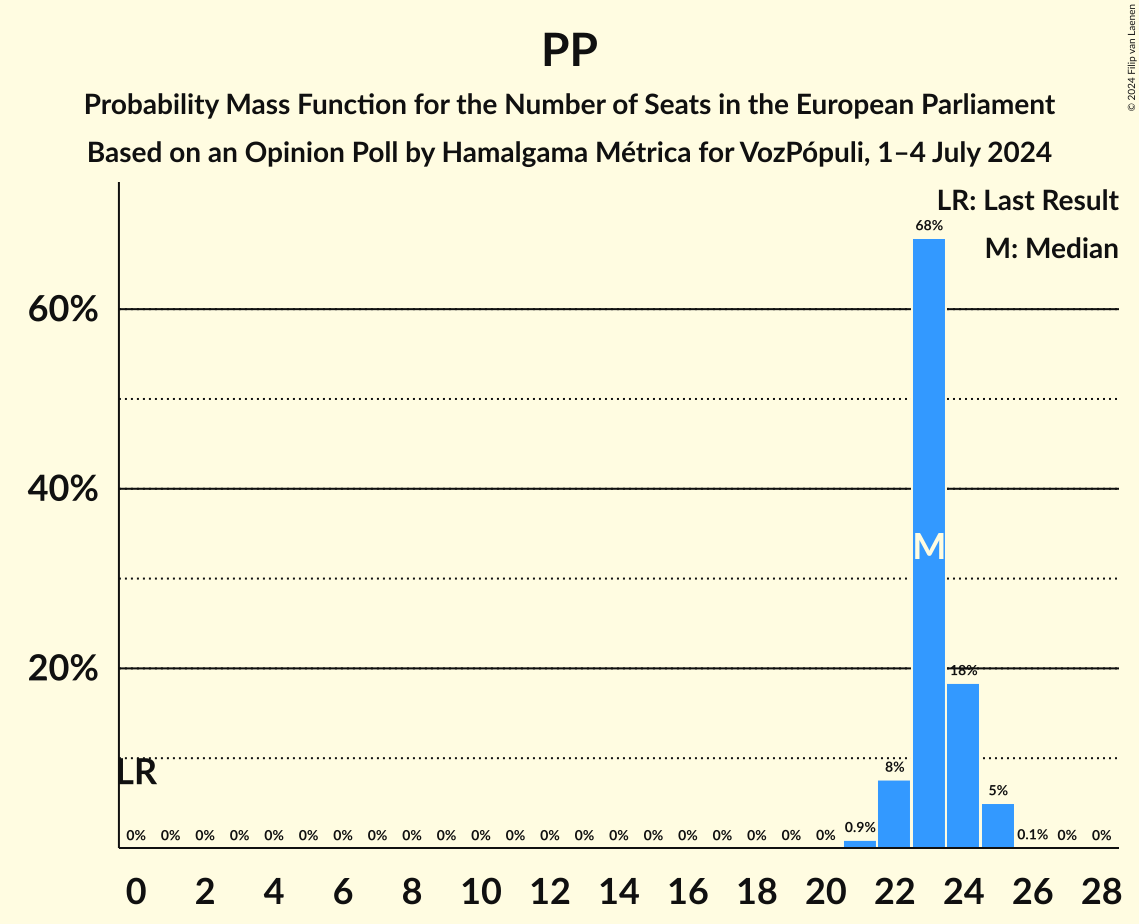 PP
Probability Mass Function for the Number of Seats in the European Parliament
Based on an Opinion Poll by Hamalgama Métrica for VozPópuli, 1–4 July 2024
© 2024 Filip van Laenen
LR: Last Result
M: Median
68%
60%
40%
M
20%
18%
LR
8%
5%
0% 0% 0% 0% 0% 0% 0% 0% 0% 0% 0% 0% 0% 0% 0% 0% 0% 0% 0% 0% 0% 0.9% 0.1% 0% 0%
0 2 4 6 8 10 12 14 16 18 20 22 24 26 28